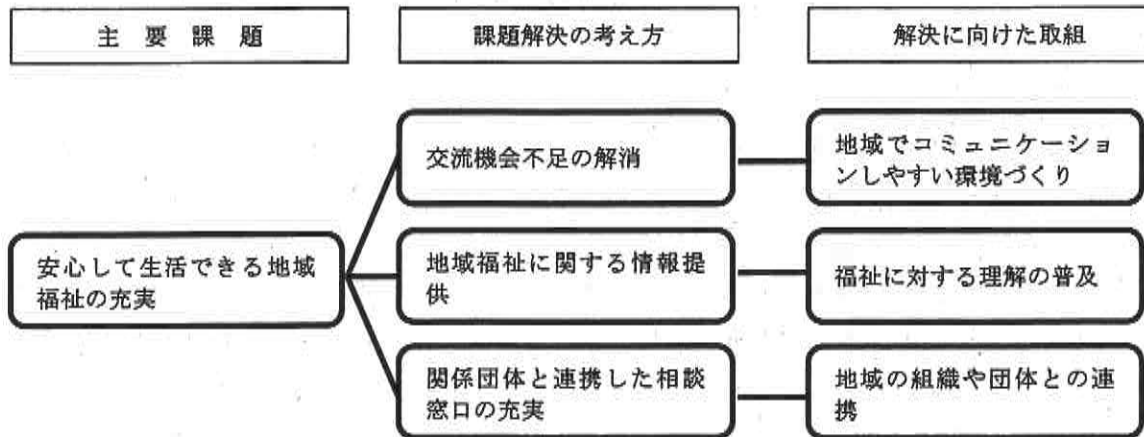 主要課題
課題解決の考え方
解決に向けた取組
交流機会不足の解消
地域でコミュニケーショ
ンしやすい環境づくり
安心して生活できる地域
福祉の充実
地域福祉に関する情報提
供
福祉に対する理解の普及
関係団体と連携した相談
窓口の充実
地域の組織や団体との連
携